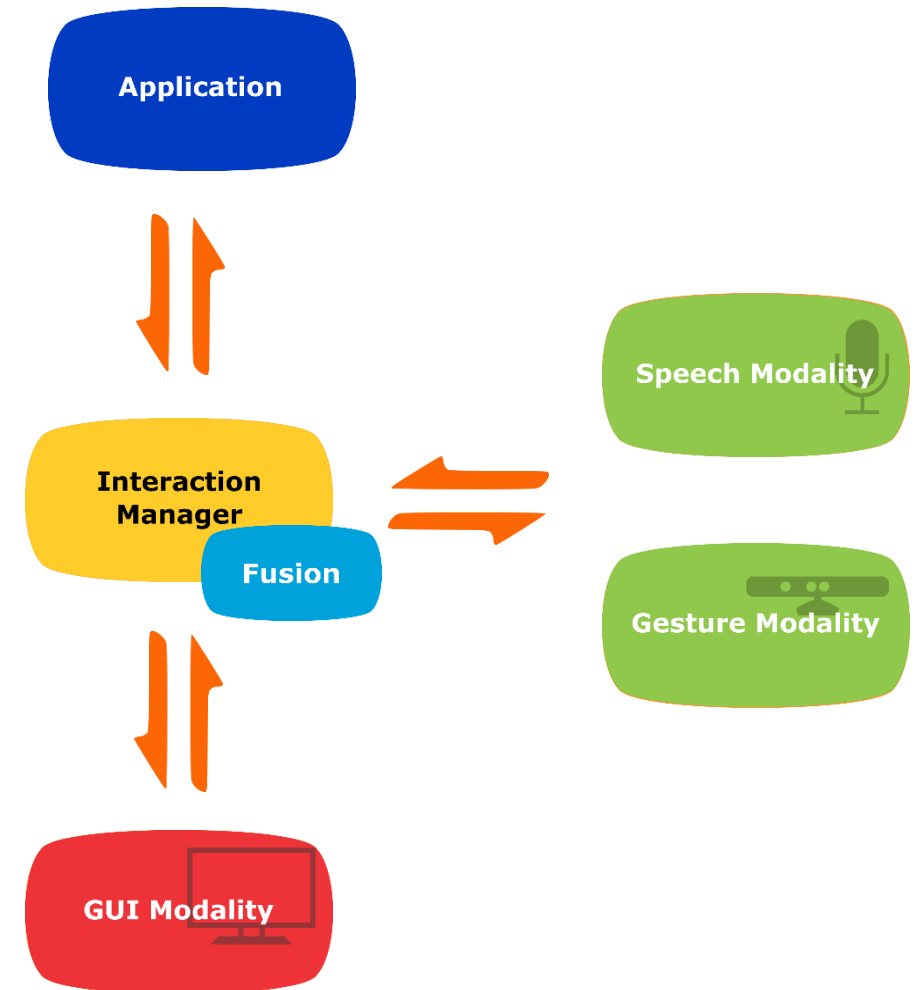 Application
Speech Modality
Interaction
Manager
Fusion
Gesture Modality
GUI Modality